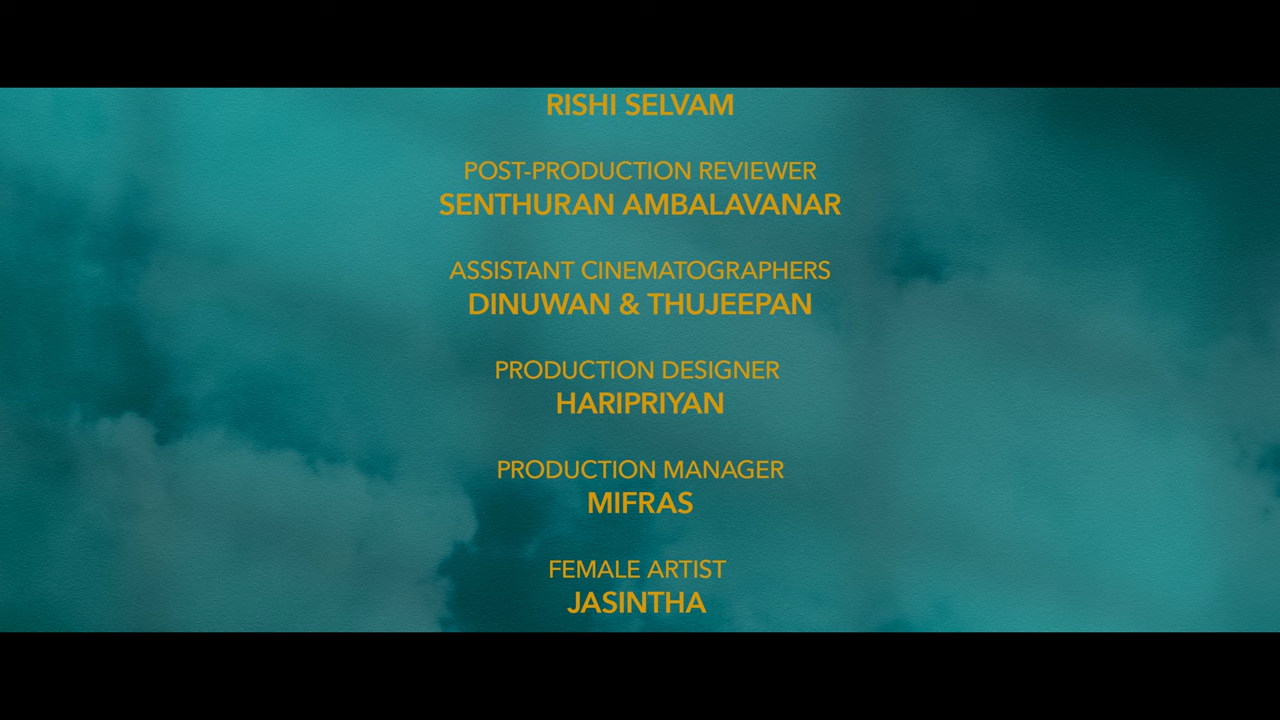 RISHI SELVAM
POST-PRODUCTION REVIEWER
SENTHURAN AMBALAVANAR
ASSISTANT CINEMATOGRAPHERS
DINUWAN & THUJEEPAN
PRODUCTION DESIGNER
HARIPRIYAN
PRODUCTION MANAGER
MIFRAS
FEMALE ARTIST
JASINTHA